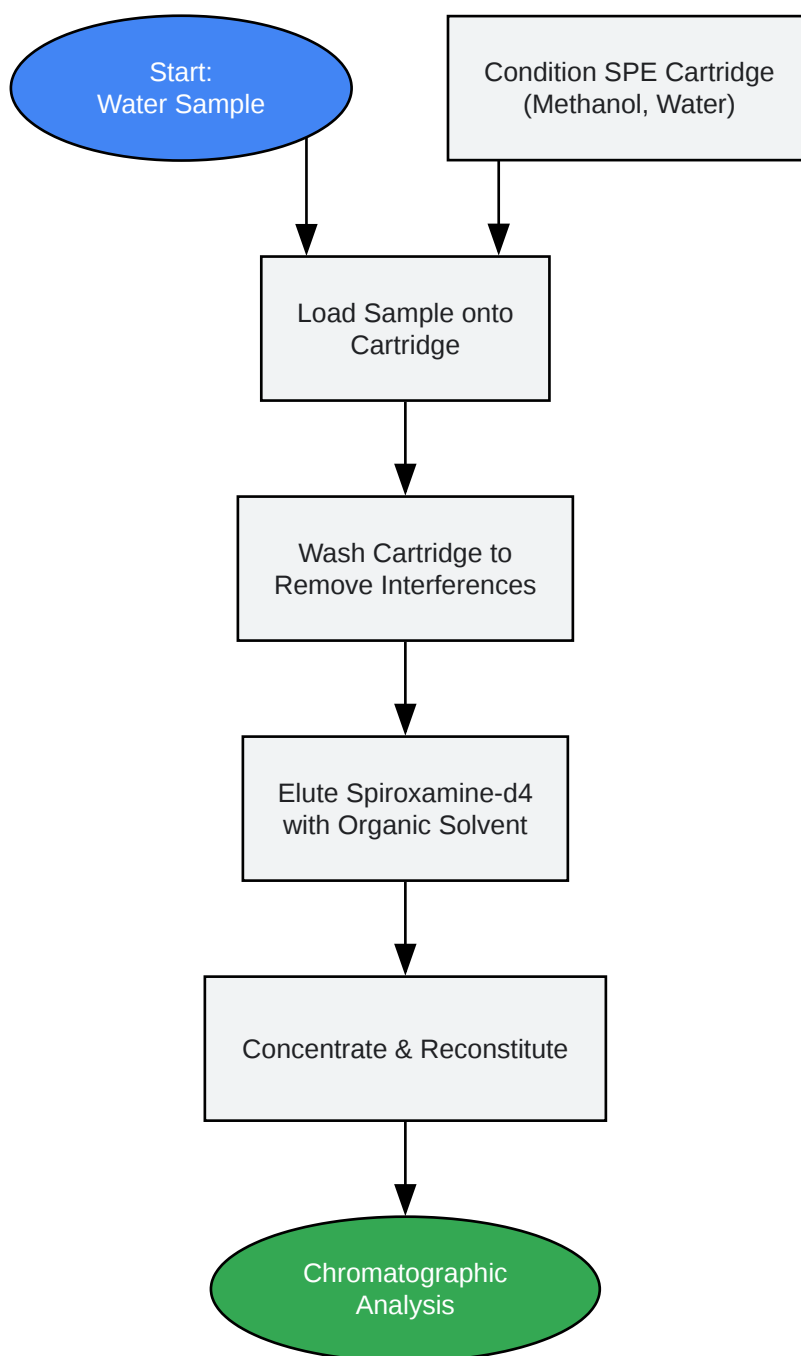 Start:
Water Sample
Condition SPE Cartridge
(Methanol, Water)
Load Sample onto
Cartridge
Wash Cartridge to
Remove Interferences
Elute Spiroxamine-d4
with Organic Solvent
Concentrate & Reconstitute
Chromatographic
Analysis